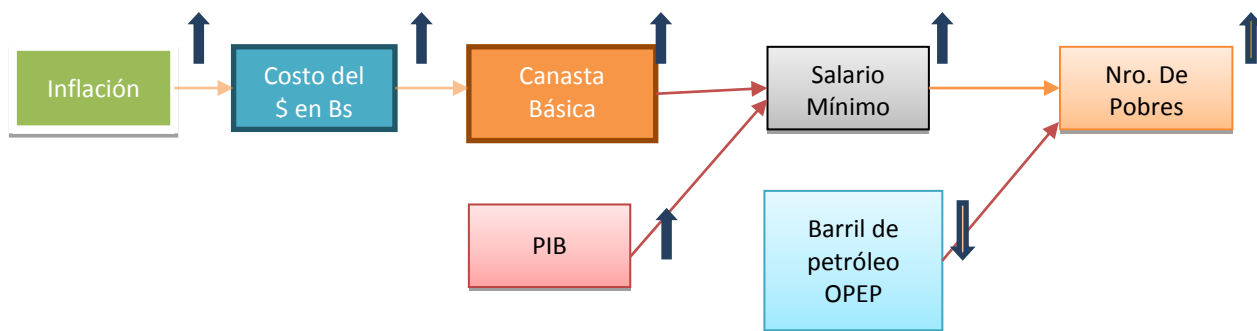 Inflación
Costo del
$ en Bs
Canasta
Básica
Salario
Mínimo
Nro. De
Pobres
PIB
Barril de
petróleo
OPEP